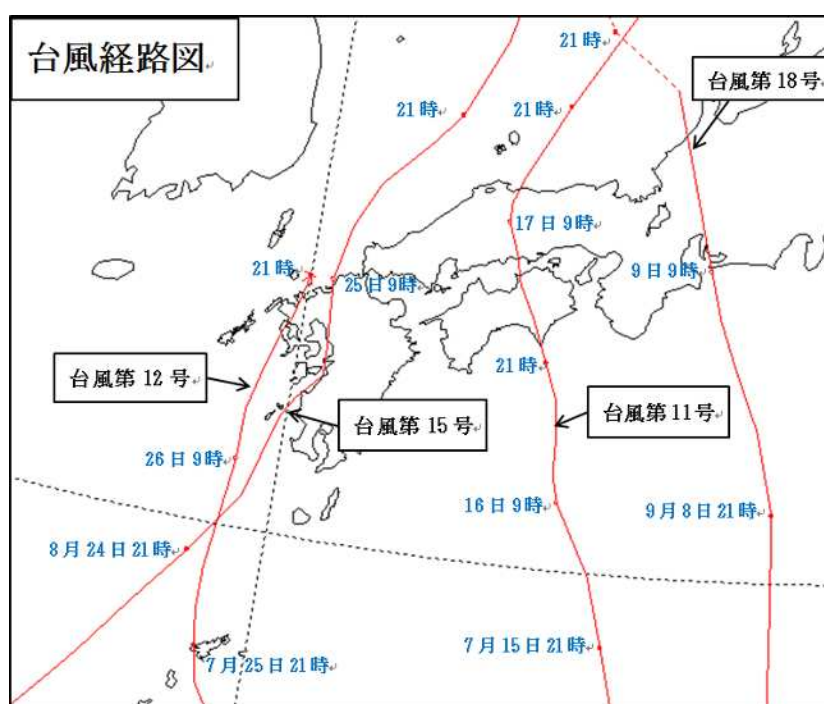 台風経路図
21時
台風第18号
21時
21時
17日9時
21時
25日9時
9日9時
台風第12号
21時
台風第15号
台風第11号
26日9時
16日9時
9月8日21時
8月24日21時
7月25日21時
7月15日21時